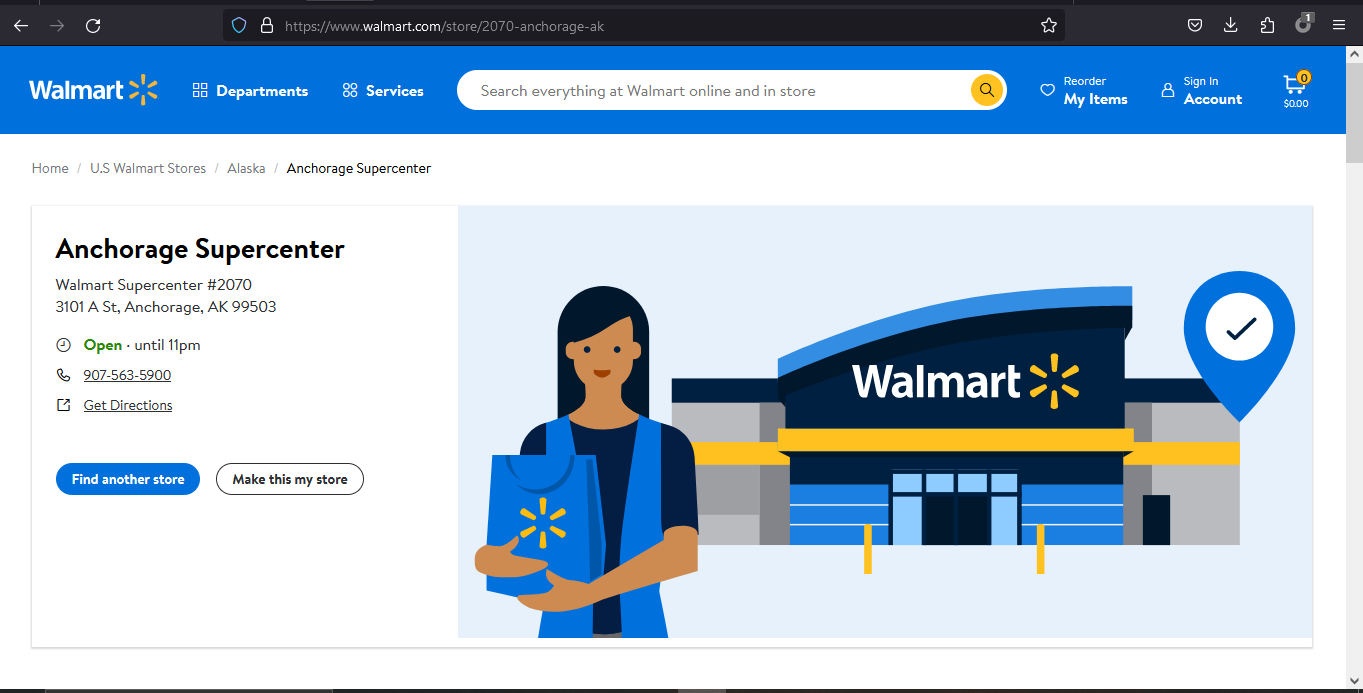 https://www.walmart.com/store/2070-anchorage-ak
1
Walmart
Departments
Services
Search everything at Walmart online and in store
Reorder
My Items
Sign In
Account
0
$0.00
Home / U.S Walmart Stores / Alaska / Anchorage Supercenter
Anchorage Supercenter
Walmart Supercenter #2070
3101 A St, Anchorage, AK 99503
Open · until 11pm
907-563-5900
Get Directions
Find another store
Make this my store
Walmart